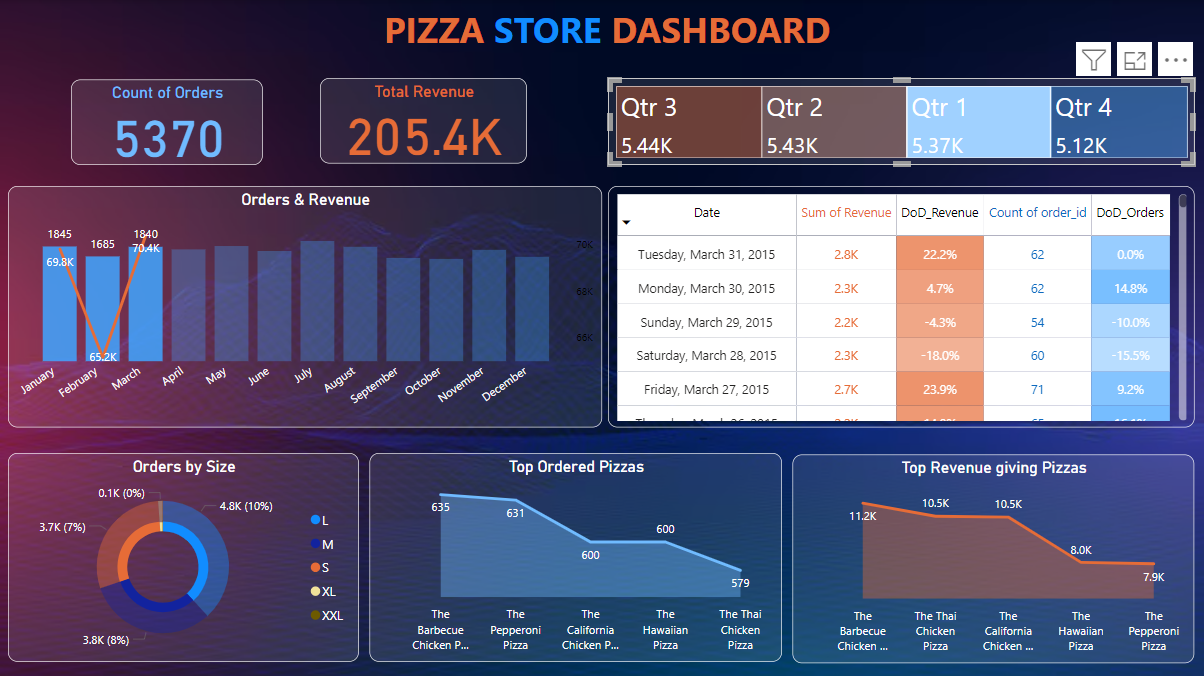 PIZZA STORE DASHBOARD
Count of Orders
5370
Total Revenue
205.4K
Qtr 3
5.44K
Qtr 2
5.43K
Qtr 1
5.37K
Qtr 4
5.12K
Orders & Revenue
1845
1685
1840
69.8K
65.2K
70.4K
70K
68K
66K
January
February
March
April
May
June
July
August
September
October
November
December
Date Sum of Revenue DoD_Revenue Count of order_id DoD_Orders
Tuesday, March 31, 2015 2.8K 22.2% 62 0.0%
Monday, March 30, 2015 2.3K 4.7% 62 14.8%
Sunday, March 29, 2015 2.2K -4.3% 54 -10.0%
Saturday, March 28, 2015 2.3K -18.0% 60 -15.5%
Friday, March 27, 2015 2.7K 23.9% 71 9.2%
Orders by Size
0.1K (0%)
4.8K (10%)
3.7K (7%)
3.8K (8%)
L
M
S
XL
XXL
Top Ordered Pizzas
635
631
600
600
579
The Barbecue Chicken P...
The Pepperoni Pizza
The California Chicken P...
The Hawaiian Pizza
The Thai Chicken Pizza
Top Revenue giving Pizzas
11.2K
10.5K
10.5K
8.0K
7.9K
The Barbecue Chicken ...
The Thai Chicken Pizza
The California Chicken ...
The Hawaiian Pizza
The Pepperoni Pizza